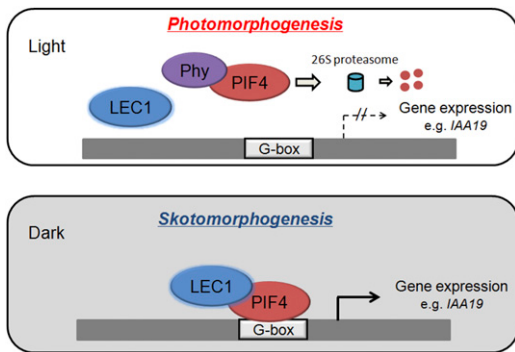 Photomorphogenesis
Light
26S proteasome
Phy
PIF4
LEC1
Gene expression
e.g. IAA19
G-box
Skotomorphogenesis
Dark
LEC1
PIF4
Gene expression
e.g. IAA19
G-box